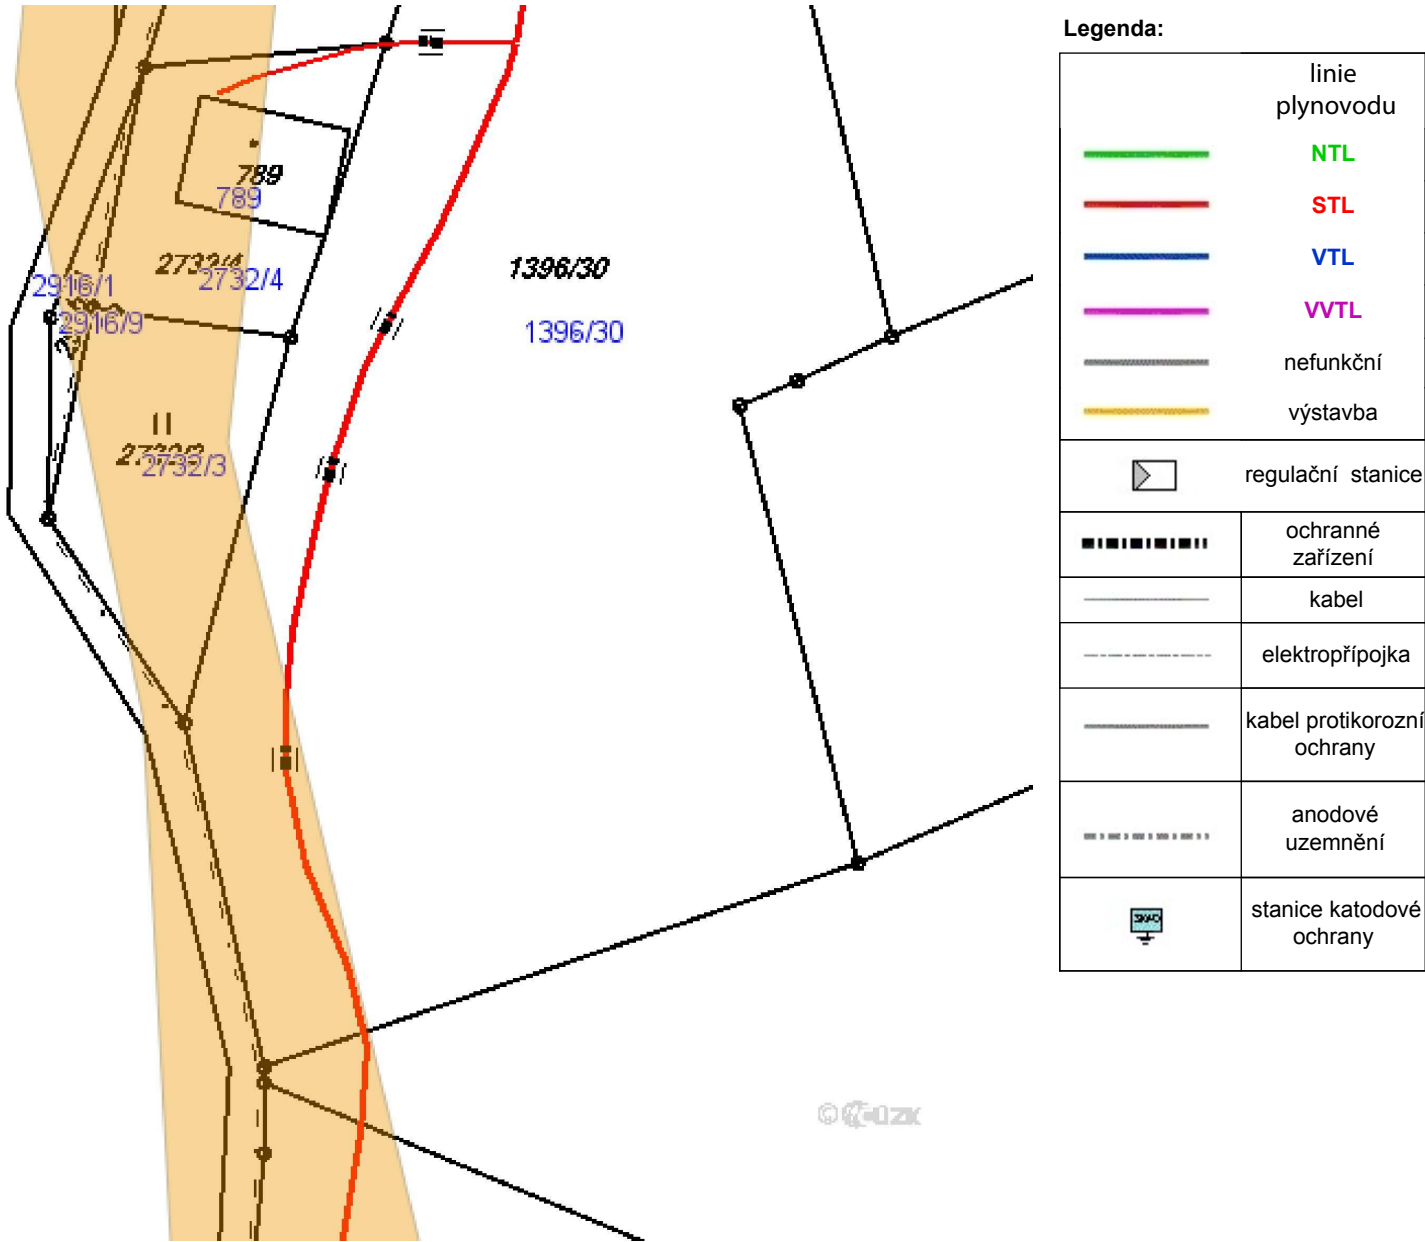 789
789
2732/4
2732/4
2916/1
2916/9
1396/30
1396/30
2732/3
Legenda:
linie
plynovodu
NTL
STL
VTL
VVTL
nefunkční
výstavba
regulační stanice
ochranné
zařízení
kabel
elektropřípojka
kabel protikorozní
ochrany
anodové
uzemnění
SKAO
stanice katodové
ochrany